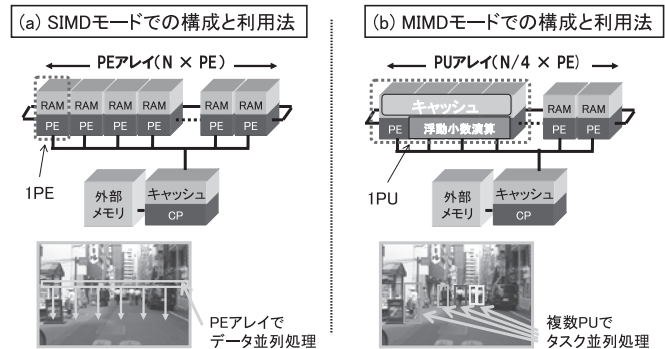 (a) SIMDモードでの構成と利用法
PEアレイ(N × PE)
RAM RAM RAM RAM RAM RAM
PE PE PE PE PE PE
1PE
外部
メモリ
キャッシュ
CP
PEアレイで
データ並列処理
(b) MIMDモードでの構成と利用法
PUアレイ(N/4 × PE)
キャッシュ RAM RAM
PE 浮動小数演算 PE PE
1PU
外部
メモリ
キャッシュ
CP
複数PUで
タスク並列処理